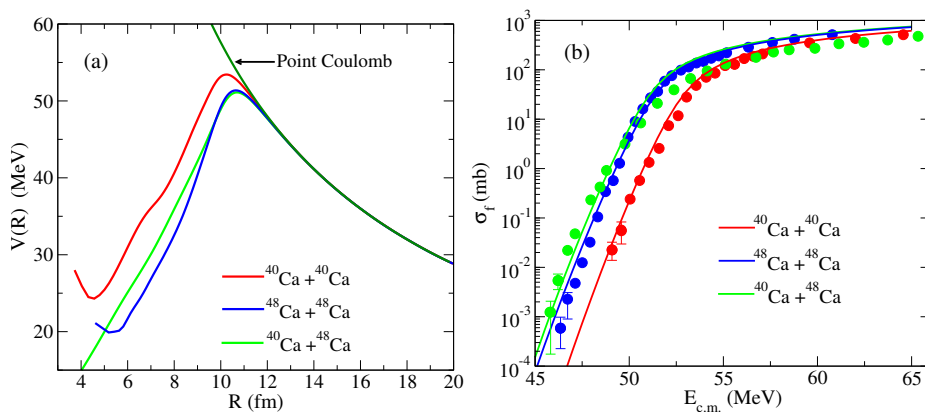 (a)
Point Coulomb
V(R) (MeV)
60
50
40
30
20
⁴⁰Ca + ⁴⁰Ca
⁴⁸Ca + ⁴⁸Ca
⁴⁰Ca + ⁴⁸Ca
4 6 8 10 12 14 16 18 20
R (fm)
(b)
σf (mb)
10³
10²
10¹
10⁰
10⁻¹
10⁻²
10⁻³
10⁻⁴
⁴⁰Ca + ⁴⁰Ca
⁴⁸Ca + ⁴⁸Ca
⁴⁰Ca + ⁴⁸Ca
45 50 55 60 65
E c.m. (MeV)